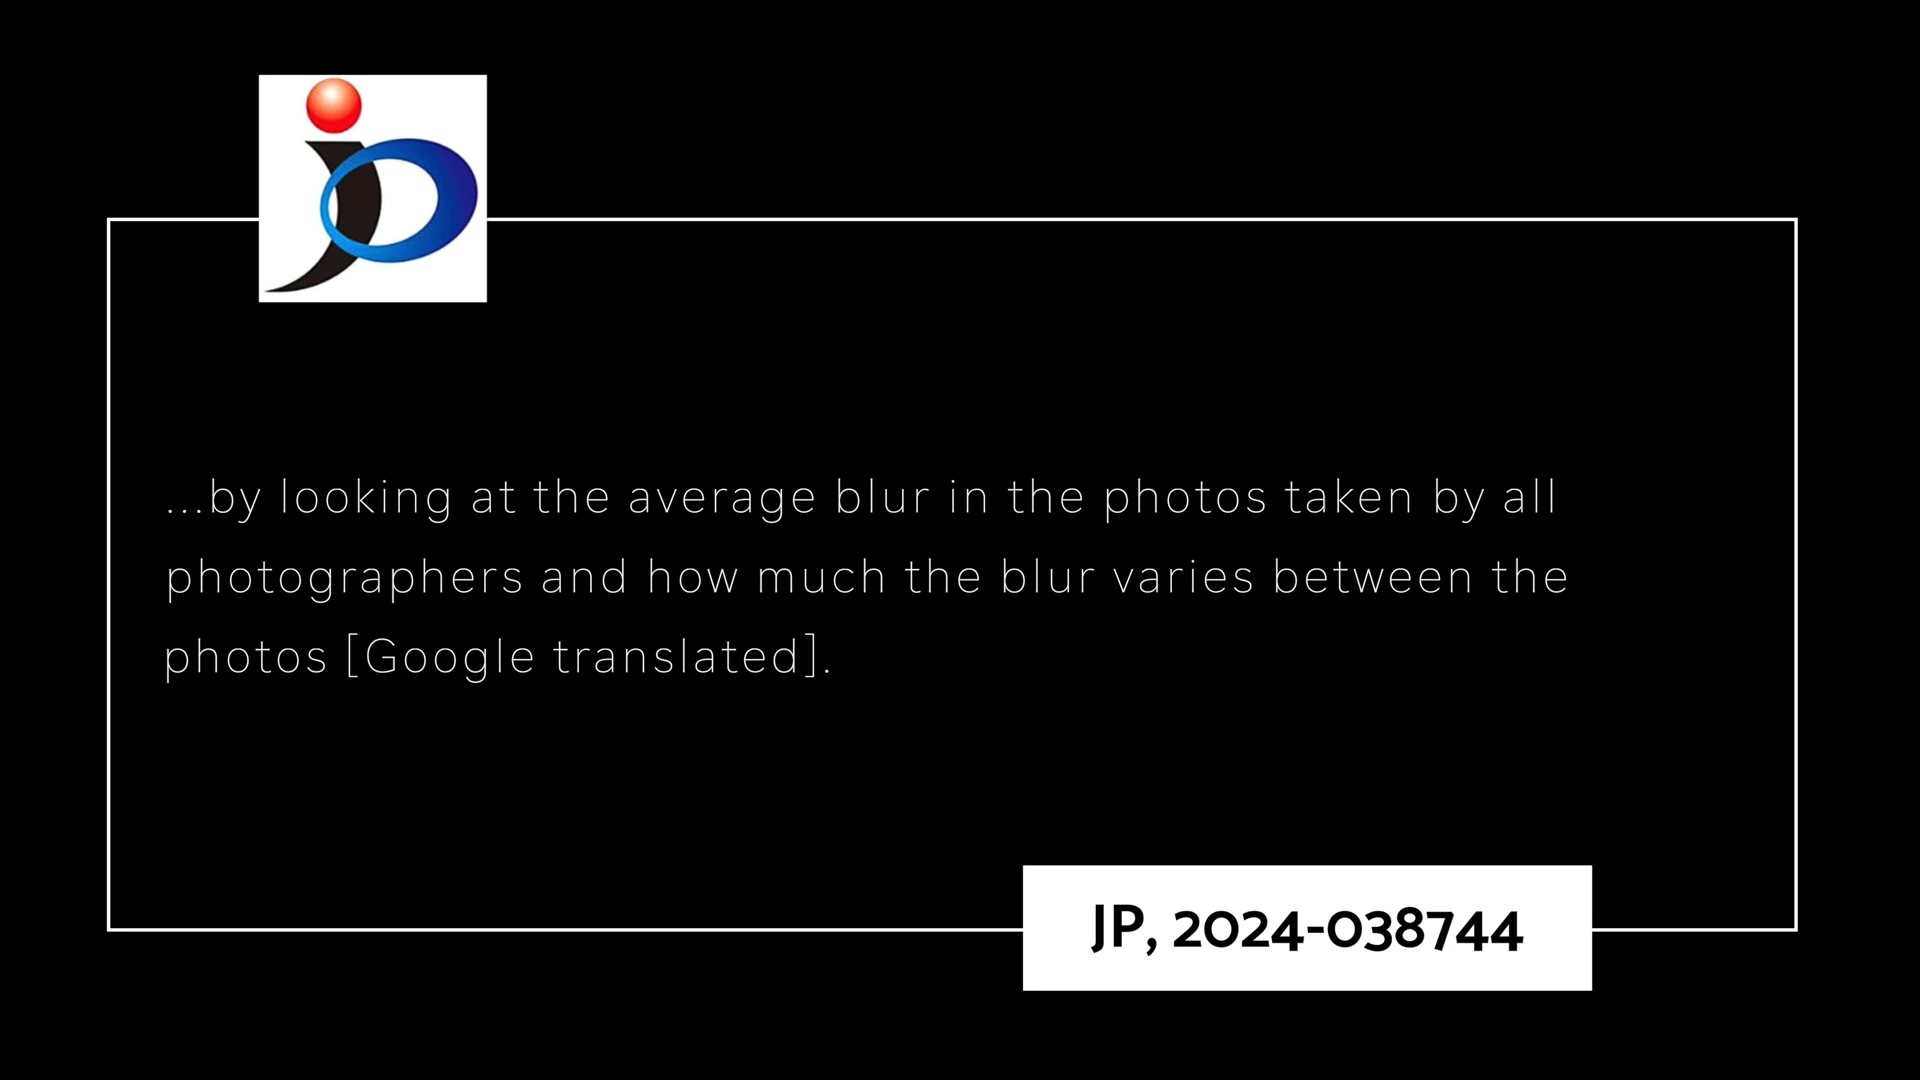 ...by looking at the average blur in the photos taken by all
photographers and how much the blur varies between the
photos [Google translated].
JP, 2024-038744